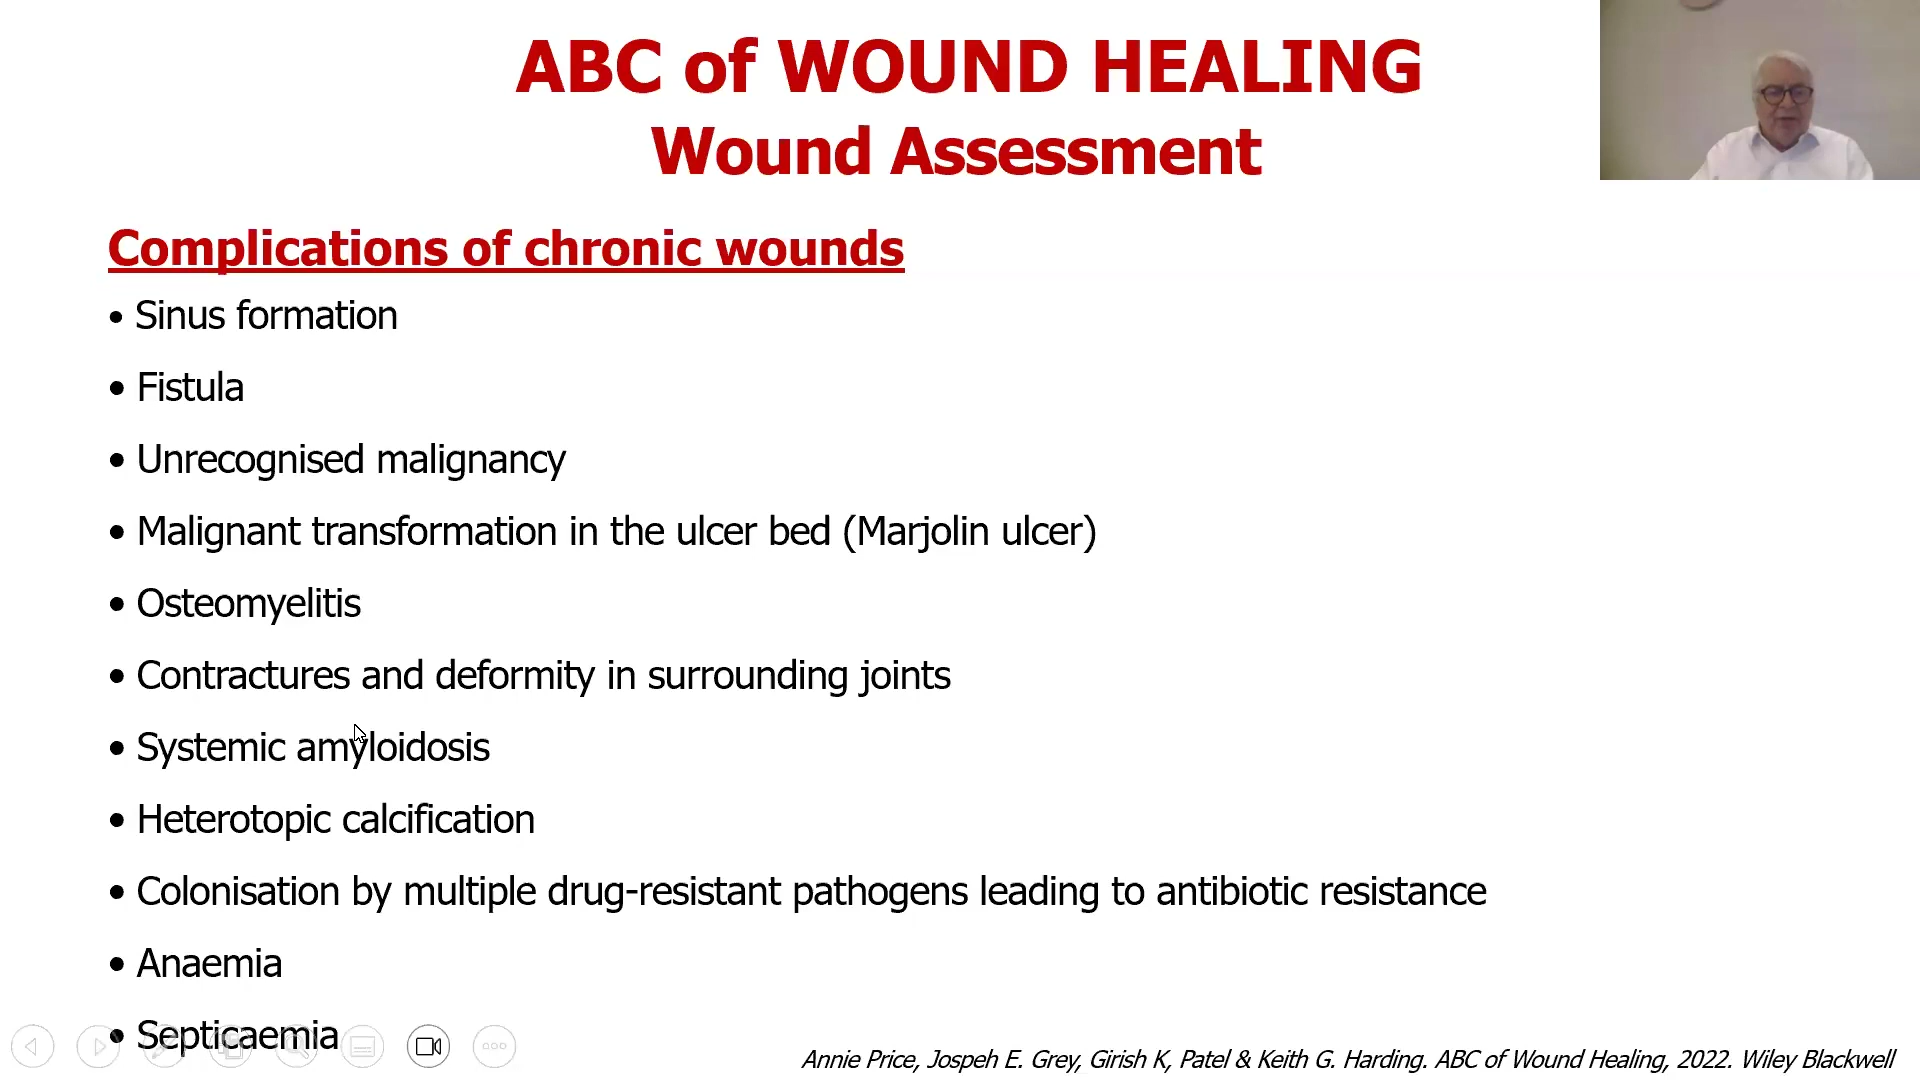 ABC of WOUND HEALING
Wound Assessment
Complications of chronic wounds
• Sinus formation
• Fistula
• Unrecognised malignancy
• Malignant transformation in the ulcer bed (Marjolin ulcer)
• Osteomyelitis
• Contractures and deformity in surrounding joints
• Systemic amyloidosis
• Heterotopic calcification
• Colonisation by multiple drug-resistant pathogens leading to antibiotic resistance
• Anaemia
• Septicaemia
Annie Price, Jospeh E. Grey, Girish K, Patel & Keith G. Harding. ABC of Wound Healing, 2022. Wiley Blackwell